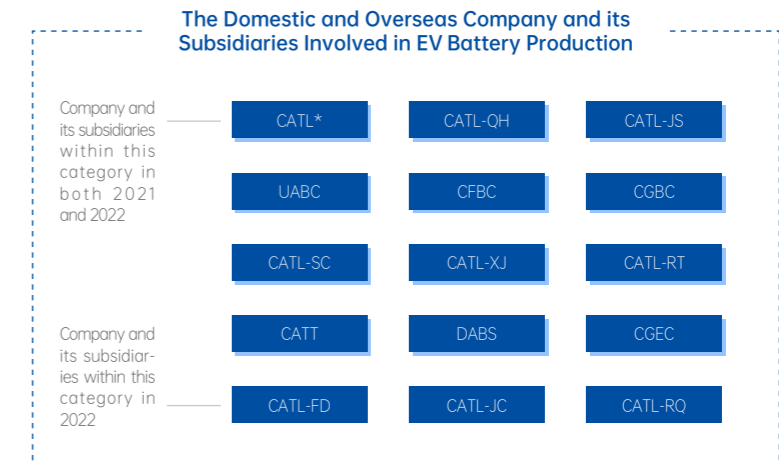 The Domestic and Overseas Company and its
Subsidiaries Involved in EV Battery Production
Company and
its subsidiaries
within this
category in
both 2021
and 2022
CATL* CATL-QH CATL-JS
UABC CFBC CGBC
CATL-SC CATL-XJ CATL-RT
CATT DABS CGEC
Company and
its subsidiar-
ies within this
category in
2022
CATL-FD CATL-JC CATL-RQ